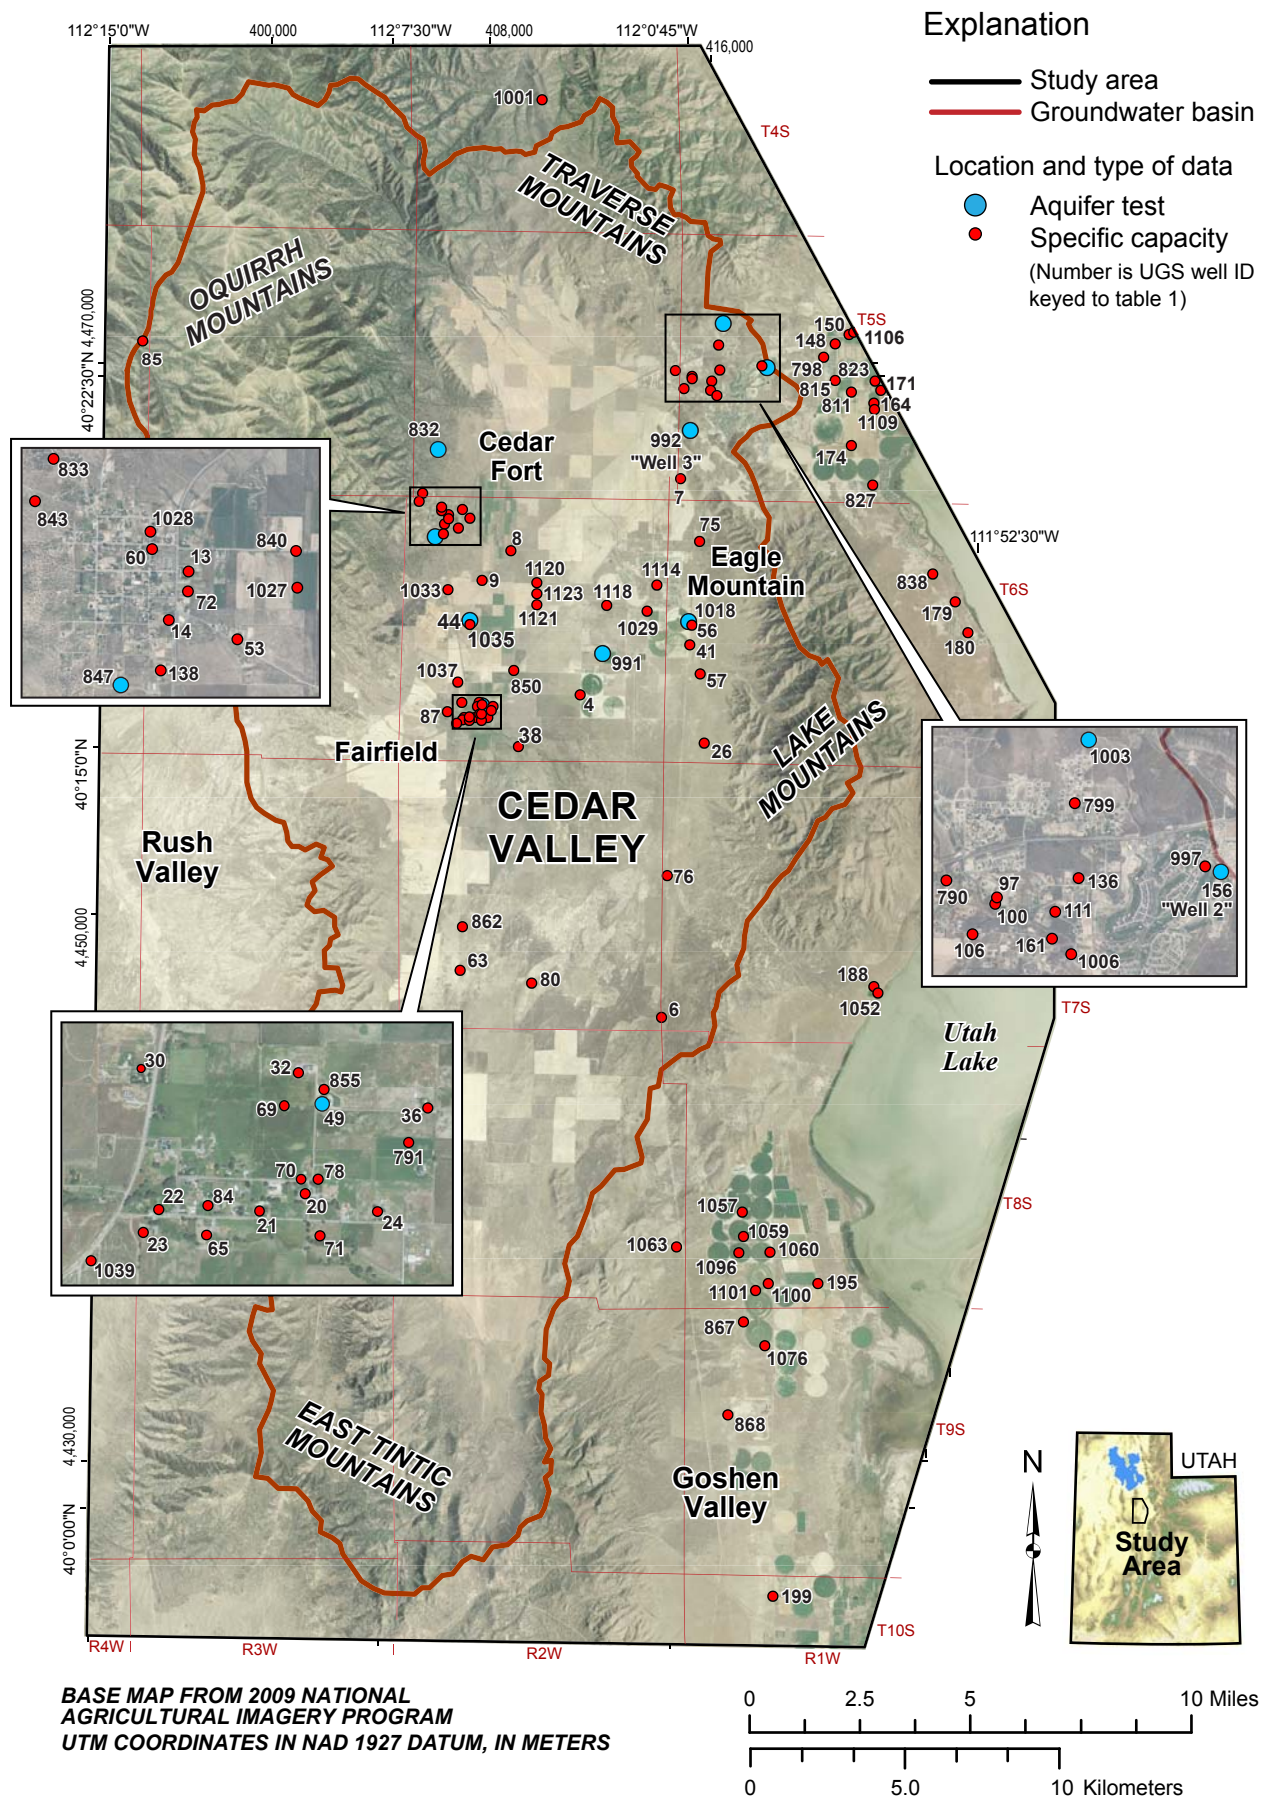 112°15'0"W
400,000
112°7'30"W
408,000
112°0'45"W
416,000
Explanation
Study area
Groundwater basin
Location and type of data
Aquifer test
Specific capacity
(Number is UGS well ID
keyed to table 1)
1001
T4S
TRAVERSE
MOUNTAINS
OQUIRRH
MOUNTAINS
4,470,000
40°22'30"N
85
150
T5S
1106
148
798
823
815
171
811
164
1109
174
827
832
Cedar
Fort
992
"Well 3"
7
75
Eagle
Mountain
111°52'30"W
838
T6S
179
180
833
843
1028
60
13
840
72
1027
14
53
138
847
8
9
1033
1120
1123
1121
1118
1114
1029
1018
56
44
1035
41
991
57
1037
850
4
87
38
26
Fairfield
40°15'0"N
LAKE
MOUNTAINS
CEDAR
VALLEY
Rush
Valley
1003
799
997
790
97
136
156
"Well 2"
100
111
106
161
1006
76
862
63
80
4,450,000
188
1052
6
T7S
Utah
Lake
30
32
855
69
49
36
791
70
78
22
84
20
21
24
23
65
71
1039
1057
T8S
1059
1063
1060
1096
1101
1100
195
867
1076
868
T9S
EAST TINTIC
MOUNTAINS
4,430,000
Goshen
Valley
40°0'00"N
199
T10S
R4W
R3W
R2W
R1W
N
UTAH
Study
Area
BASE MAP FROM 2009 NATIONAL
AGRICULTURAL IMAGERY PROGRAM
UTM COORDINATES IN NAD 1927 DATUM, IN METERS
0 2.5 5 10 Miles
0 5.0 10 Kilometers